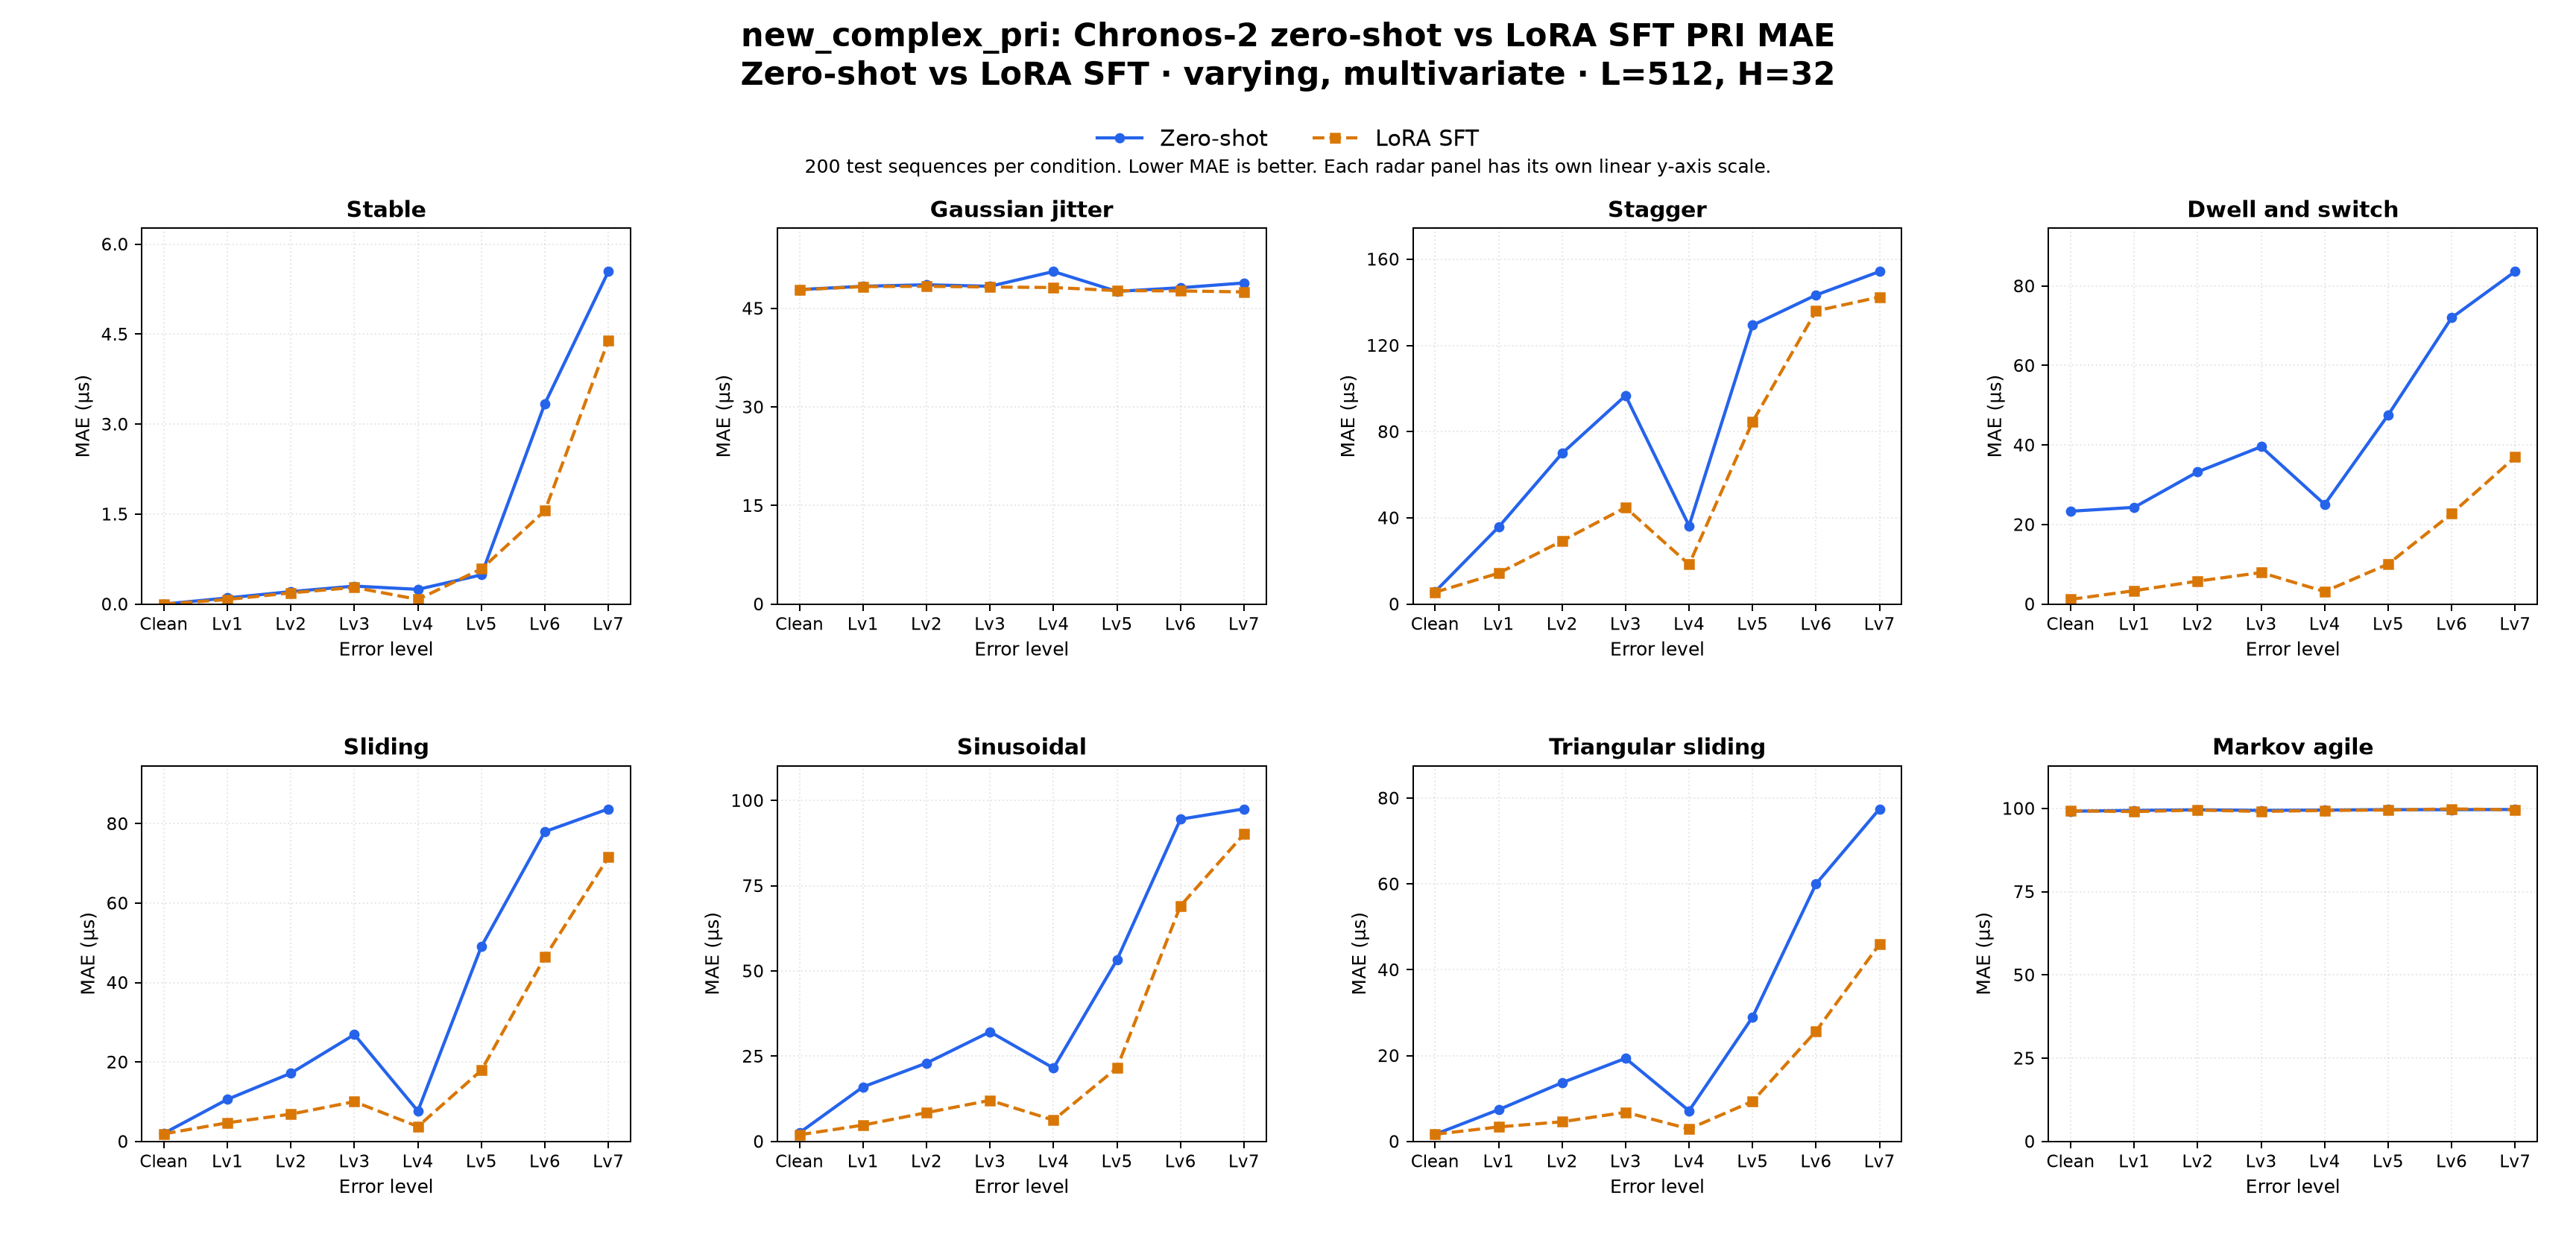 new_complex_pri: Chronos-2 zero-shot vs LoRA SFT PRI MAE
Zero-shot vs LoRA SFT · varying, multivariate · L=512, H=32
Zero-shot LoRA SFT
200 test sequences per condition. Lower MAE is better. Each radar panel has its own linear y-axis scale.
Stable
6.0
4.5
3.0
1.5
0.0
MAE (µs)
Clean Lv1 Lv2 Lv3 Lv4 Lv5 Lv6 Lv7
Error level
Gaussian jitter
45
30
15
0
MAE (µs)
Clean Lv1 Lv2 Lv3 Lv4 Lv5 Lv6 Lv7
Error level
Stagger
160
120
80
40
0
MAE (µs)
Clean Lv1 Lv2 Lv3 Lv4 Lv5 Lv6 Lv7
Error level
Dwell and switch
80
60
40
20
0
MAE (µs)
Clean Lv1 Lv2 Lv3 Lv4 Lv5 Lv6 Lv7
Error level
Sliding
80
60
40
20
0
MAE (µs)
Clean Lv1 Lv2 Lv3 Lv4 Lv5 Lv6 Lv7
Error level
Sinusoidal
100
75
50
25
0
MAE (µs)
Clean Lv1 Lv2 Lv3 Lv4 Lv5 Lv6 Lv7
Error level
Triangular sliding
80
60
40
20
0
MAE (µs)
Clean Lv1 Lv2 Lv3 Lv4 Lv5 Lv6 Lv7
Error level
Markov agile
100
75
50
25
0
MAE (µs)
Clean Lv1 Lv2 Lv3 Lv4 Lv5 Lv6 Lv7
Error level